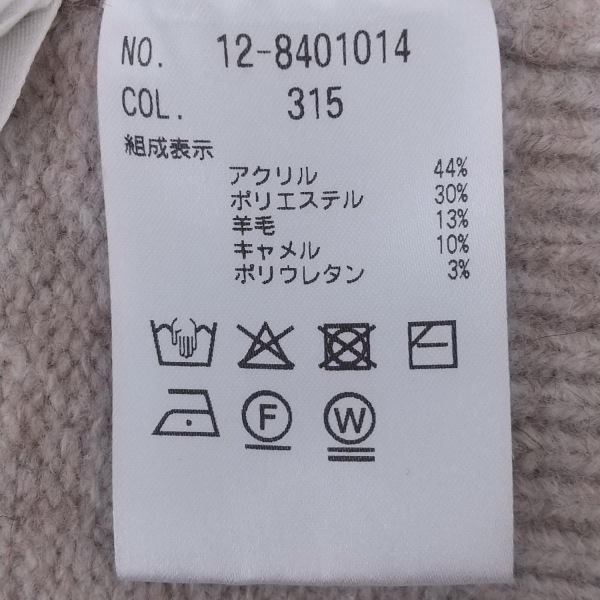 NO. 12-8401014
COL. 315
組成表示
アクリル 44%
ポリエステル 30%
羊毛 13%
キャメル 10%
ポリウレタン 3%
F W